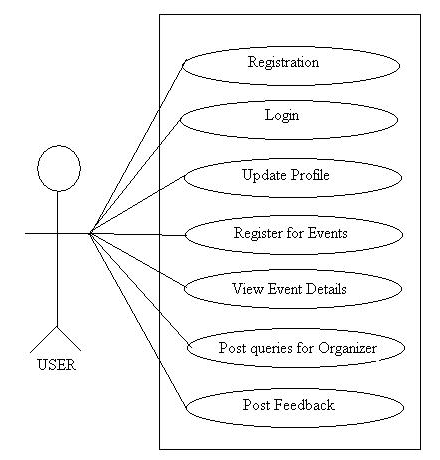 Registration
Login
Update Profile
Register for Events
View Event Details
Post queries for Organizer
Post Feedback
USER